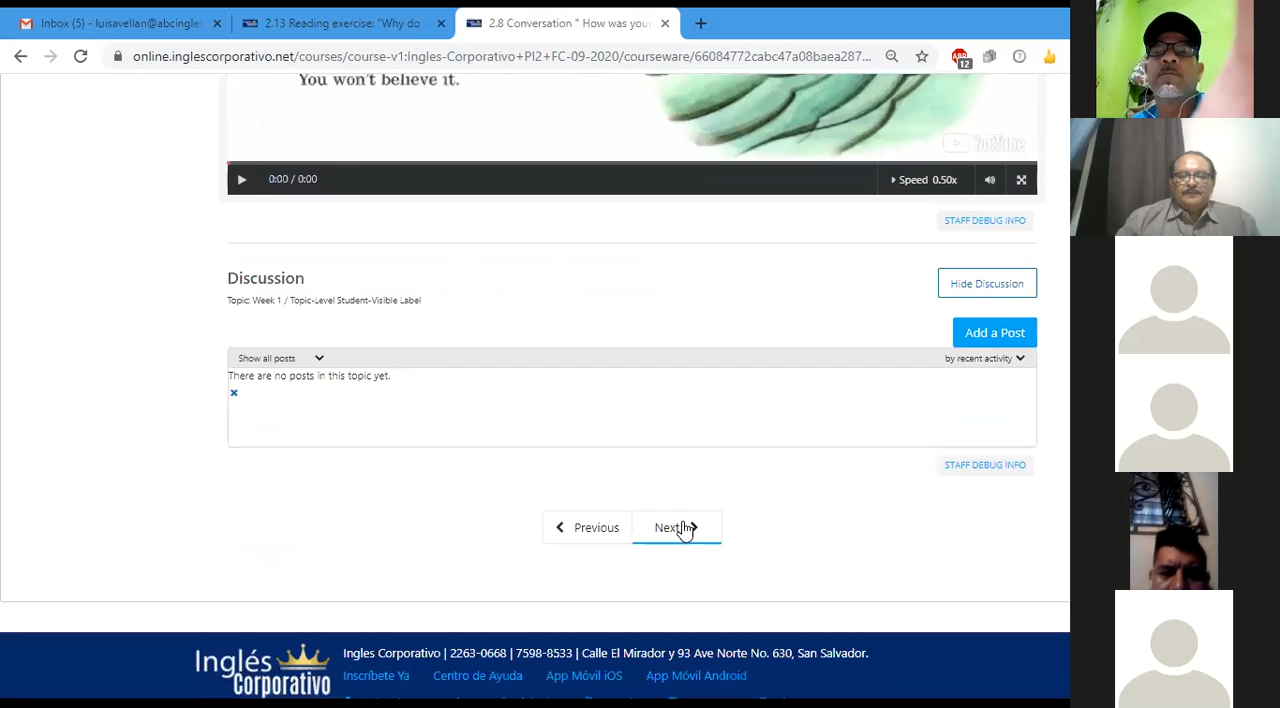 Inbox (5) - luisavellan@abcingles
2.13 Reading exercise: "Why do
2.8 Conversation " How was your
online.inglescorporativo.net/courses/course-v1:Ingles-Corporativo+PI2+FC-09-2020/courseware/66084772cabc47a08baea287...
12
You won't believe it.
YouTube
0:00 / 0:00
Speed 0.50x
STAFF DEBUG INFO
Discussion
Hide Discussion
Topic: Week 1 / Topic-Level Student-Visible Label
Add a Post
Show all posts
by recent activity
There are no posts in this topic yet.
STAFF DEBUG INFO
Previous
Next
Inglés Corporativo
Ingles Corporativo | 2263-0668 | 7598-8533 | Calle El Mirador y 93 Ave Norte No. 630, San Salvador.
Inscríbete Ya
Centro de Ayuda
App Móvil iOS
App Móvil Android